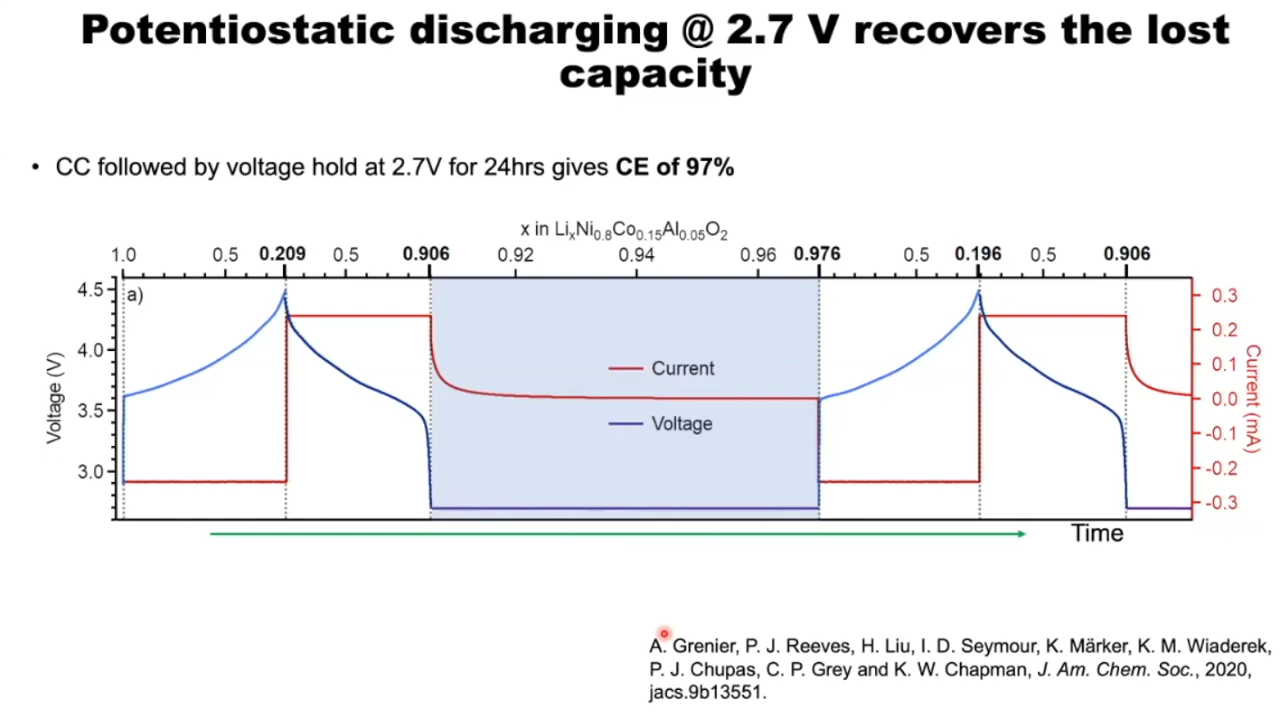 Potentiostatic discharging @ 2.7 V recovers the lost
capacity
• CC followed by voltage hold at 2.7V for 24hrs gives CE of 97%
x in LiₓNi₀.₈Co₀.₁₅Al₀.₀₅O₂
1.0 0.5 0.209 0.5 0.906 0.92 0.94 0.96 0.976 0.5 0.196 0.5 0.906
a)
4.5
4.0
3.5
3.0
Voltage (V)
Current
Voltage
0.3
0.2
0.1
0.0
-0.1
-0.2
-0.3
Current (mA)
Time
A. Grenier, P. J. Reeves, H. Liu, I. D. Seymour, K. Märker, K. M. Wiaderek,
P. J. Chupas, C. P. Grey and K. W. Chapman, J. Am. Chem. Soc., 2020,
jacs.9b13551.